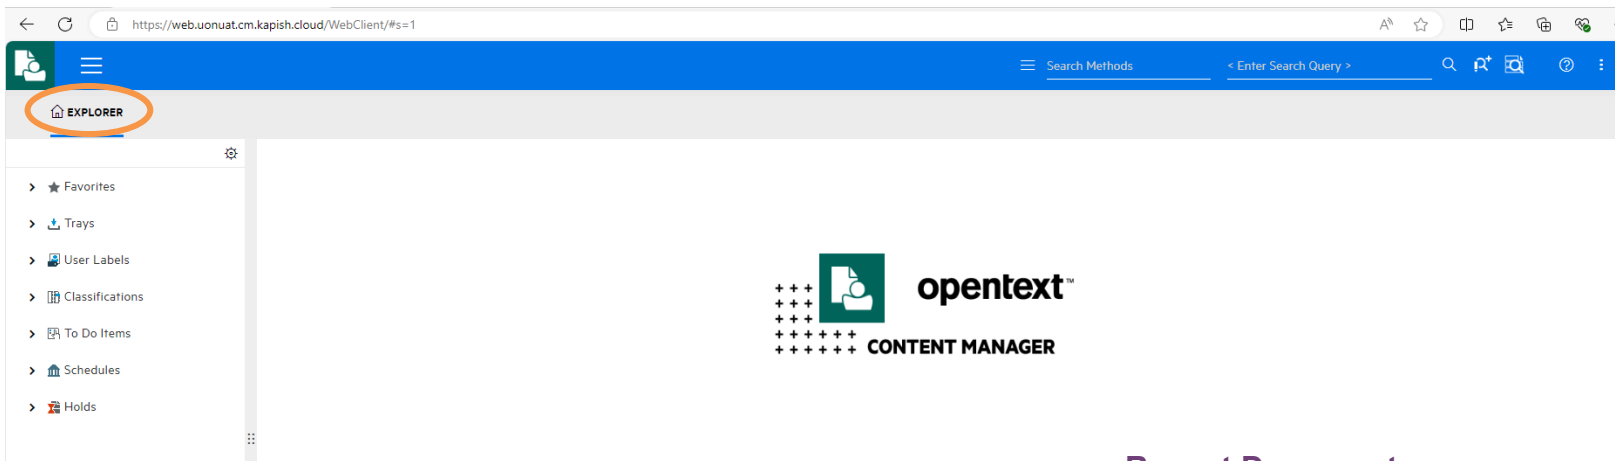 https://web.uonuat.cm.kapish.cloud/WebClient/#s=1
Search Methods < Enter Search Query >
EXPLORER
Favorites
Trays
User Labels
Classifications
To Do Items
Schedules
Holds
opentext™
CONTENT MANAGER